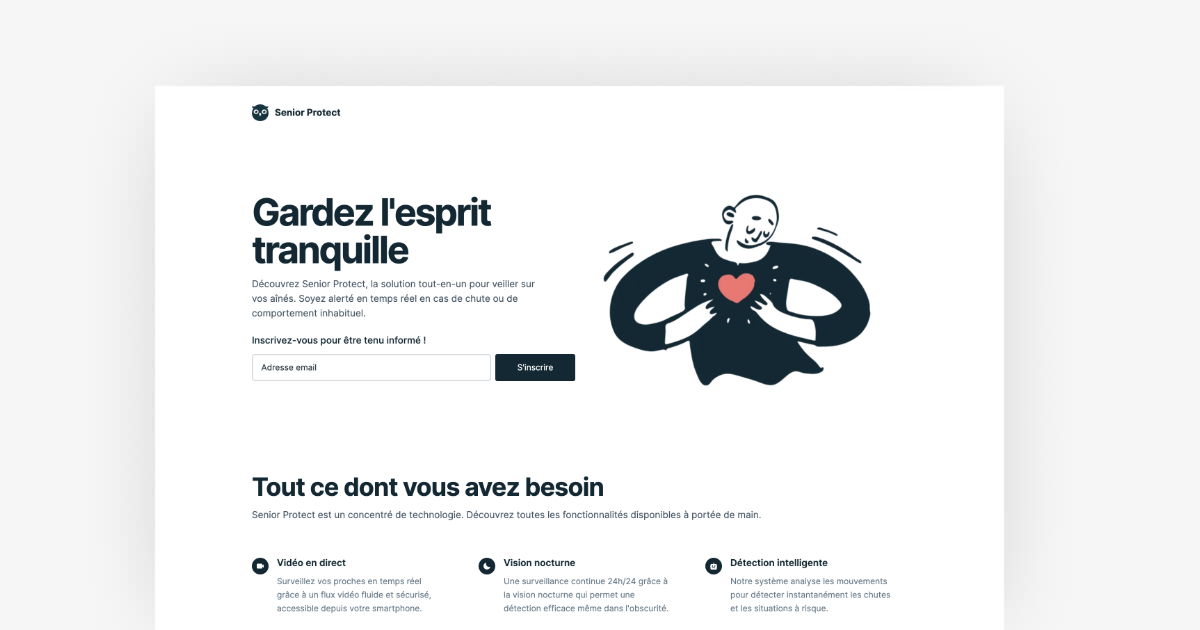 Senior Protect
Gardez l'esprit
tranquille
Découvrez Senior Protect, la solution tout-en-un pour veiller sur
vos aînés. Soyez alerté en temps réel en cas de chute ou de
comportement inhabituel.
Inscrivez-vous pour être tenu informé !
Adresse email
S'inscrire
Tout ce dont vous avez besoin
Senior Protect est un concentré de technologie. Découvrez toutes les fonctionnalités disponibles à portée de main.
Vidéo en direct
Surveillez vos proches en temps réel
grâce à un flux vidéo fluide et sécurisé,
accessible depuis votre smartphone.
Vision nocturne
Une surveillance continue 24h/24 grâce à
la vision nocturne qui permet une
détection efficace même dans l'obscurité.
Détection intelligente
Notre système analyse les mouvements
pour détecter instantanément les chutes
et les situations à risque.